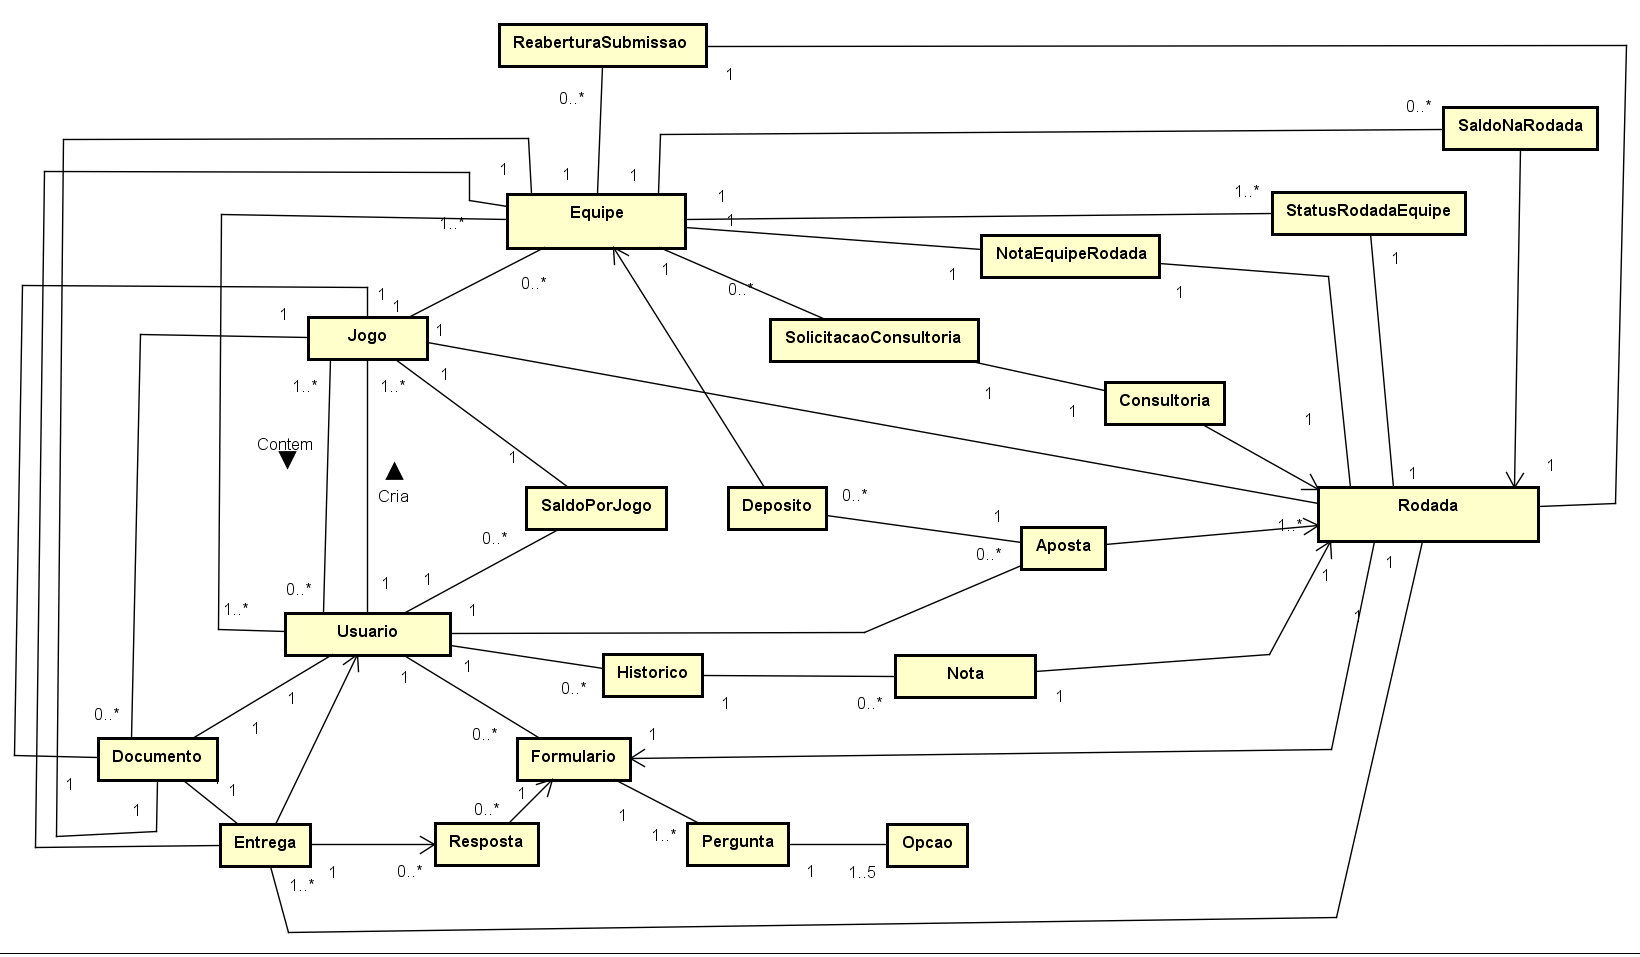 ReaberturaSubmissao
1
0..*
0..*
SaldoNaRodada
1
1
1
1
1..*
StatusRodadaEquipe
Equipe
1..*
1
NotaEquipeRodada
1
1
1
0..*
0..*
1
1
1
1
1
Jogo
SolicitacaoConsultoria
1..*
1..*
1
1
Consultoria
1
1
Contem
1
1
1
Cria
SaldoPorJogo
Deposito
0..*
Rodada
1
1..*
0..*
0..*
Aposta
1
1
1
1
0..*
1..*
1
1
Usuario
1
1
Historico
Nota
0..*
1
0..*
1
1
0..*
1
0..*
1
Documento
Formulario
1
1
1
1
0..*
1
1..*
Entrega
Resposta
Pergunta
Opcao
1..*
1
0..*
1
1..5